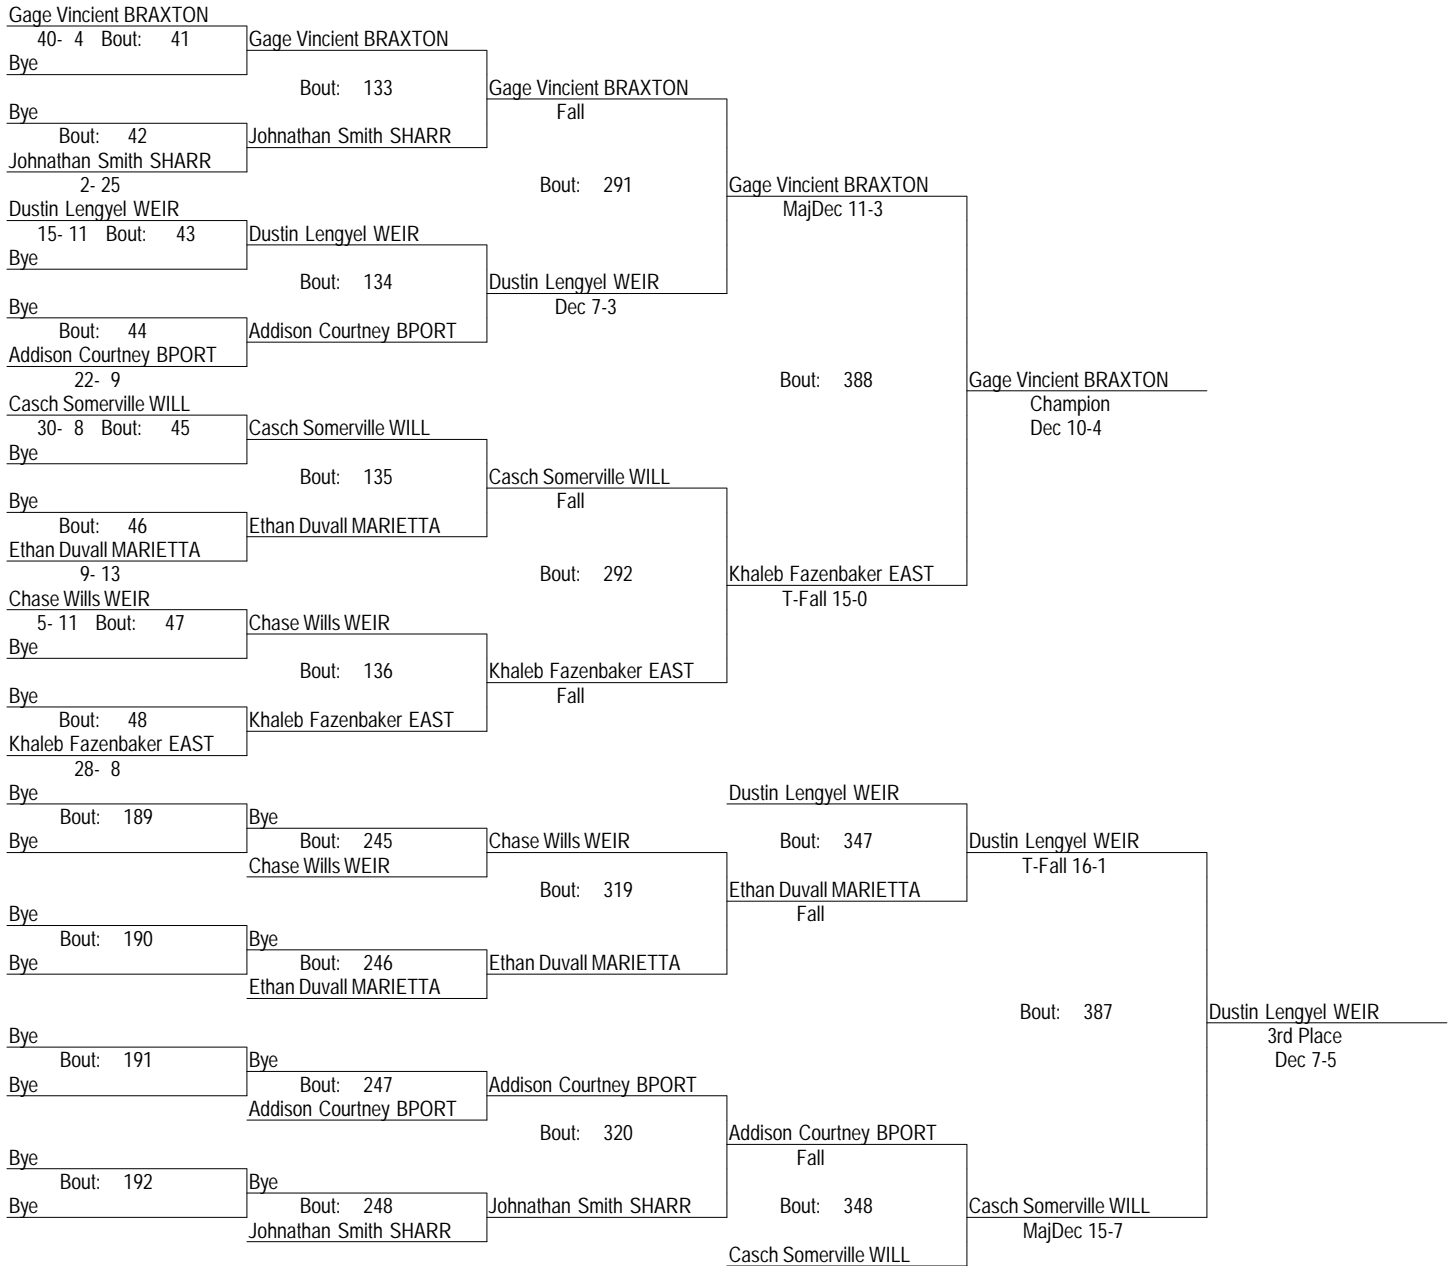 Gage Vincient BRAXTON
40- 4 Bout: 41 Gage Vincient BRAXTON
Bye
Bout: 133 Gage Vincient BRAXTON
Bye Fall
Bout: 42 Johnathan Smith SHARR
Johnathan Smith SHARR
2- 25 Bout: 291 Gage Vincient BRAXTON
Dustin Lengyel WEIR MajDec 11-3
15- 11 Bout: 43 Dustin Lengyel WEIR
Bye
Bout: 134 Dustin Lengyel WEIR
Bye Dec 7-3
Bout: 44 Addison Courtney BPORT
Addison Courtney BPORT
22- 9 Bout: 388 Gage Vincient BRAXTON
Casch Somerville WILL Champion
30- 8 Bout: 45 Casch Somerville WILL Dec 10-4
Bye
Bout: 135 Casch Somerville WILL
Bye Fall
Bout: 46 Ethan Duvall MARIETTA
Ethan Duvall MARIETTA
9- 13 Bout: 292 Khaleb Fazenbaker EAST
Chase Wills WEIR T-Fall 15-0
5- 11 Bout: 47 Chase Wills WEIR
Bye
Bout: 136 Khaleb Fazenbaker EAST
Bye Fall
Bout: 48 Khaleb Fazenbaker EAST
Khaleb Fazenbaker EAST
28- 8
Bye Dustin Lengyel WEIR
Bout: 189 Bye
Bye Bout: 245 Chase Wills WEIR Bout: 347 Dustin Lengyel WEIR
Chase Wills WEIR T-Fall 16-1
Bout: 319 Ethan Duvall MARIETTA
Bye Fall
Bout: 190 Bye
Bye Bout: 246 Ethan Duvall MARIETTA
Ethan Duvall MARIETTA
Bout: 387 Dustin Lengyel WEIR
Bye 3rd Place
Bout: 191 Bye Dec 7-5
Bye Bout: 247 Addison Courtney BPORT
Addison Courtney BPORT
Bout: 320 Addison Courtney BPORT
Bye Fall
Bout: 192 Bye
Bye Bout: 248 Johnathan Smith SHARR Bout: 348 Casch Somerville WILL
Johnathan Smith SHARR MajDec 15-7
Casch Somerville WILL